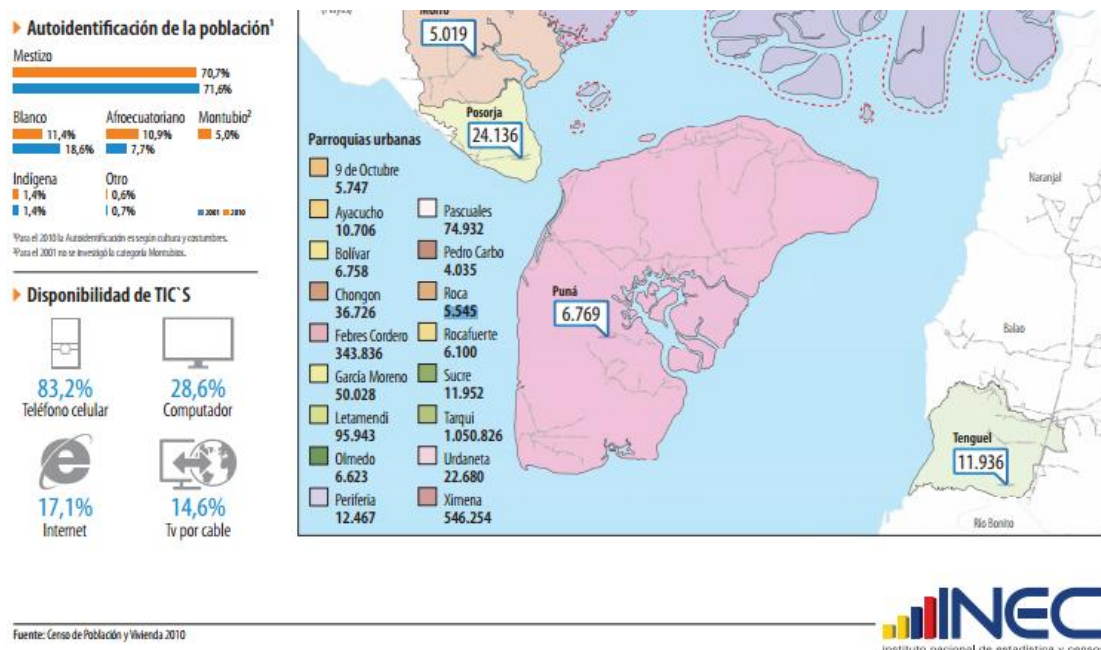 Autoidentificación de la población¹
Mestizo
70,7%
71,6%
Blanco
11,4%
18,6%
Afroecuatoriano
10,9%
7,7%
Montubio²
5,0%
Indígena
1,4%
1,4%
Otro
0,6%
0,7%
2001 2010
¹Para el 2010 la Autoidentificación es según cultura y costumbres.
²Para el 2001 no se investigó la categoría Montubios.
Disponibilidad de TIC`S
83,2%
Teléfono celular
28,6%
Computador
17,1%
Internet
14,6%
Tv por cable
Morro
5.019
Posorja
24.136
Parroquias urbanas
9 de Octubre
5.747
Ayacucho
10.706
Bolívar
6.758
Chongon
36.726
Febres Cordero
343.836
García Moreno
50.028
Letamendi
95.943
Olmedo
6.623
Periferia
12.467
Pascuales
74.932
Pedro Carbo
4.035
Roca
5.545
Rocafuerte
6.100
Sucre
11.952
Tarqui
1.050.826
Urdaneta
22.680
Ximena
546.254
Puná
6.769
Naranjal
Balao
Tenguel
11.936
Río Bonito
Fuente: Censo de Población y Vivienda 2010
INEC
instituto nacional de estadística y censos